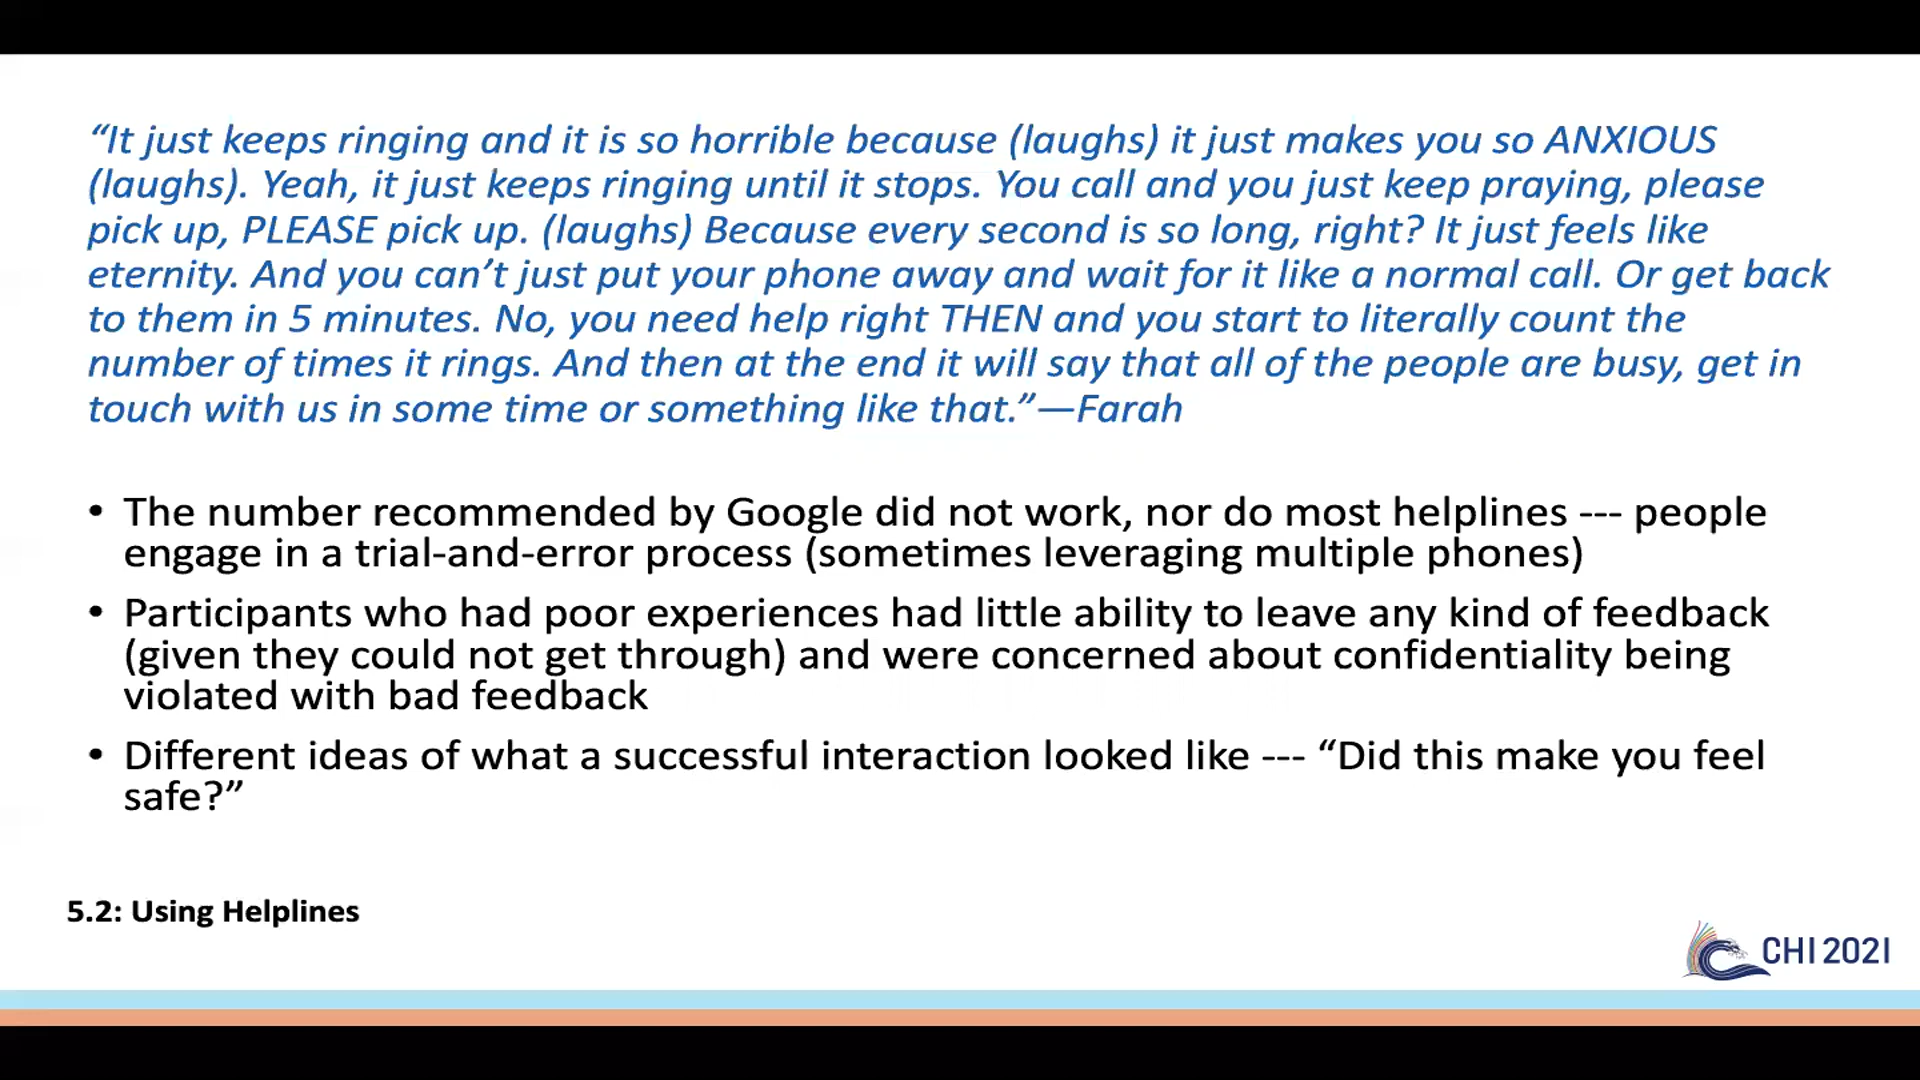 “It just keeps ringing and it is so horrible because (laughs) it just makes you so ANXIOUS
(laughs). Yeah, it just keeps ringing until it stops. You call and you just keep praying, please
pick up, PLEASE pick up. (laughs) Because every second is so long, right? It just feels like
eternity. And you can’t just put your phone away and wait for it like a normal call. Or get back
to them in 5 minutes. No, you need help right THEN and you start to literally count the
number of times it rings. And then at the end it will say that all of the people are busy, get in
touch with us in some time or something like that.”—Farah
• The number recommended by Google did not work, nor do most helplines --- people
engage in a trial-and-error process (sometimes leveraging multiple phones)
• Participants who had poor experiences had little ability to leave any kind of feedback
(given they could not get through) and were concerned about confidentiality being
violated with bad feedback
• Different ideas of what a successful interaction looked like --- “Did this make you feel
safe?”
5.2: Using Helplines
CHI 2021